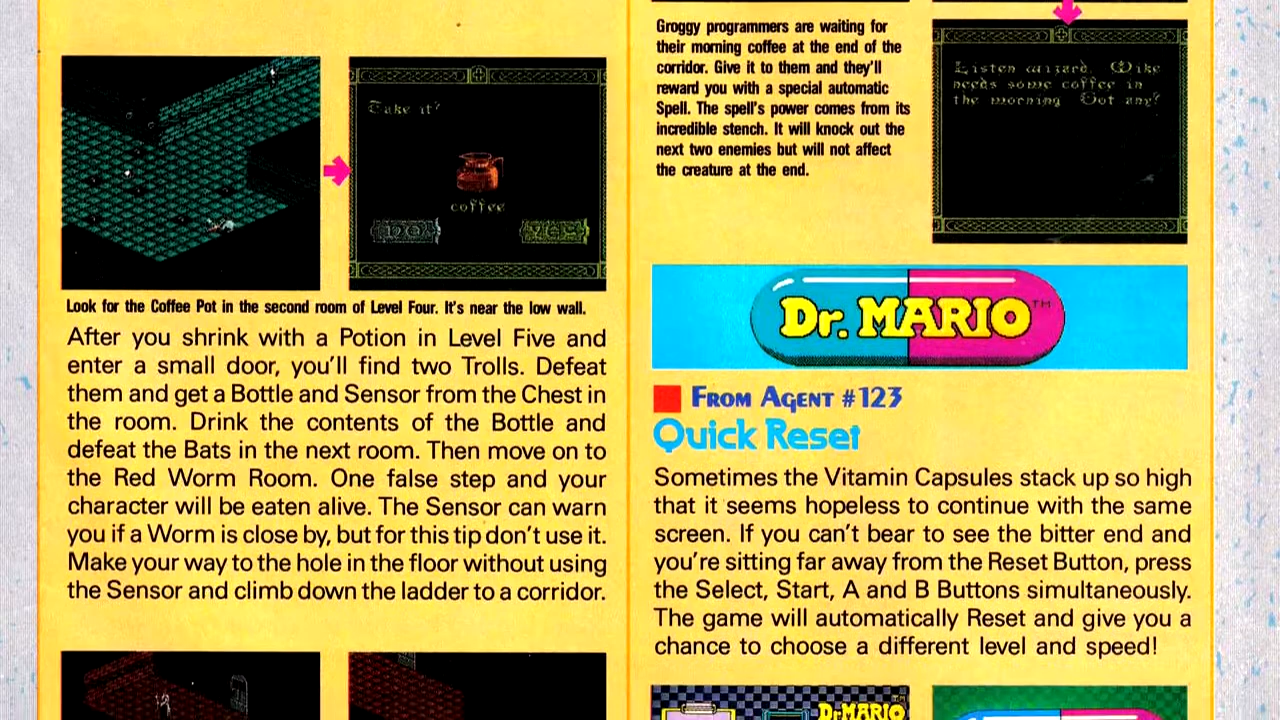 Take it?
coffee
no
yes
Look for the Coffee Pot in the second room of Level Four. It's near the low wall.
After you shrink with a Potion in Level Five and
enter a small door, you'll find two Trolls. Defeat
them and get a Bottle and Sensor from the Chest in
the room. Drink the contents of the Bottle and
defeat the Bats in the next room. Then move on to
the Red Worm Room. One false step and your
character will be eaten alive. The Sensor can warn
you if a Worm is close by, but for this tip don't use it.
Make your way to the hole in the floor without using
the Sensor and climb down the ladder to a corridor.
Groggy programmers are waiting for
their morning coffee at the end of the
corridor. Give it to them and they'll
reward you with a special automatic
Spell. The spell's power comes from its
incredible stench. It will knock out the
next two enemies but will not affect
the creature at the end.
Listen wizard. Mike
needs some coffee in
the morning Got any?
Dr. MARIO™
From Agent #123
Quick Reset
Sometimes the Vitamin Capsules stack up so high
that it seems hopeless to continue with the same
screen. If you can't bear to see the bitter end and
you're sitting far away from the Reset Button, press
the Select, Start, A and B Buttons simultaneously.
The game will automatically Reset and give you a
chance to choose a different level and speed!
Dr. MARIO